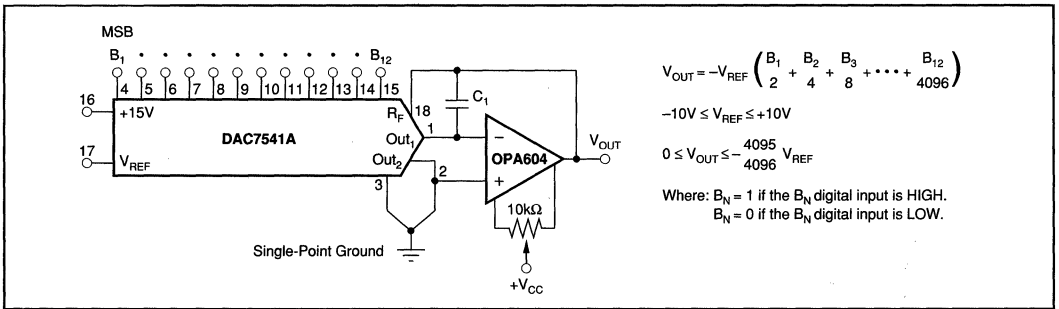 MSB
B1 • • • • • • • • • • B12
4 5 6 7 8 9 10 11 12 13 14 15
16
+15V
RF
18
C1
DAC7541A
Out1
1
−
VOUT
17
VREF
Out2
2
OPA604
+
3
10kΩ
Single-Point Ground
+VCC
VOUT = –VREF ( B1/2 + B2/4 + B3/8 + • • • • + B12/4096 )
–10V ≤ VREF ≤ +10V
0 ≤ VOUT ≤ – 4095/4096 VREF
Where: BN = 1 if the BN digital input is HIGH.
BN = 0 if the BN digital input is LOW.